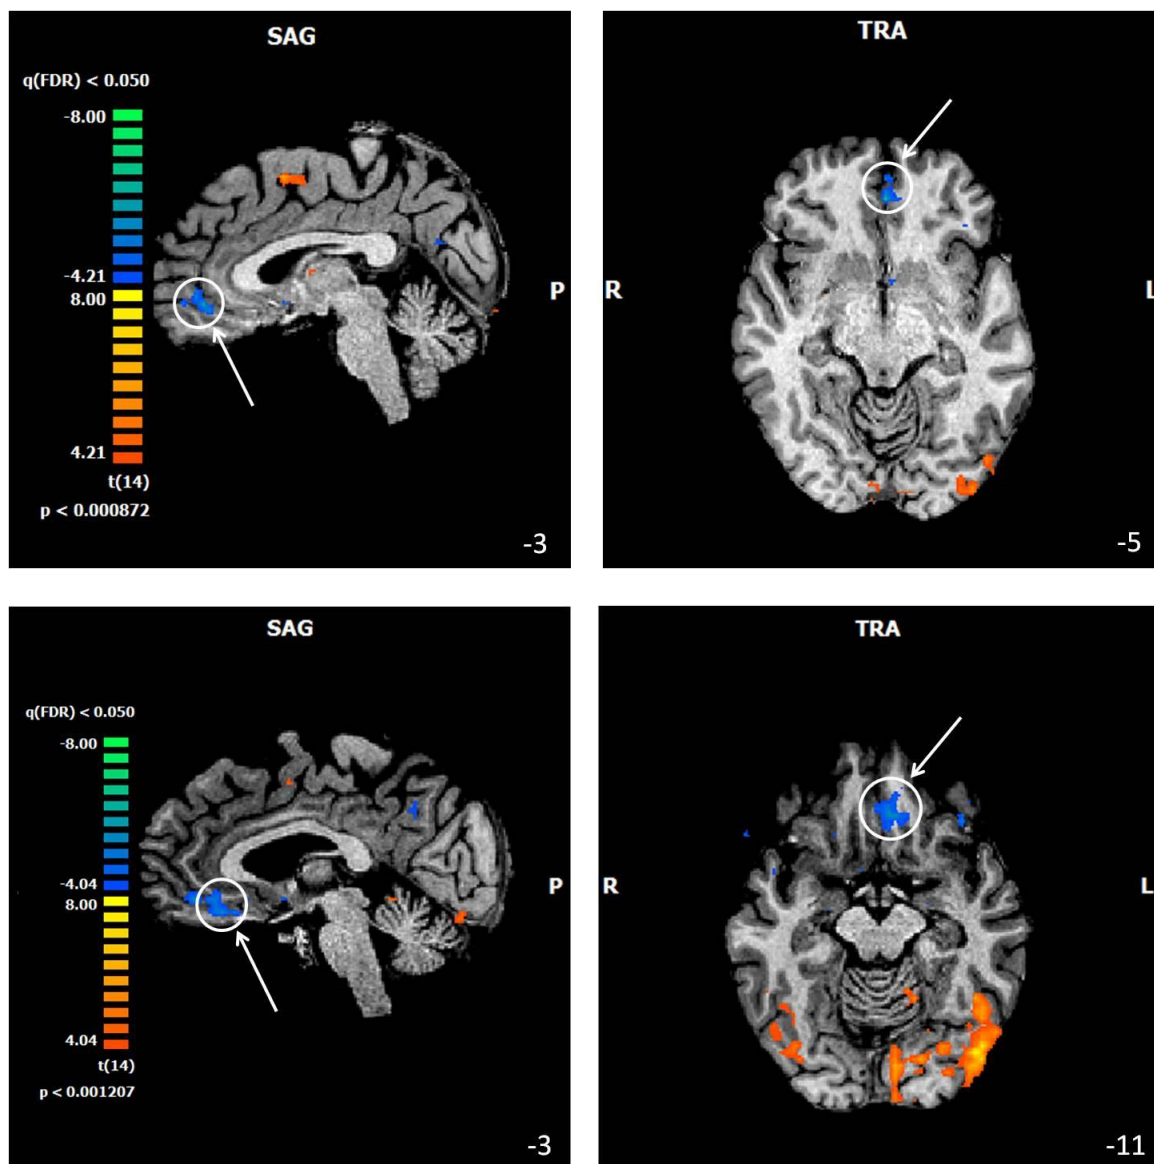 SAG
q(FDR) < 0.050
-8.00
-4.21
8.00
4.21
t(14)
p < 0.000872
P
-3
TRA
R
L
-5
SAG
q(FDR) < 0.050
-8.00
-4.04
8.00
4.04
t(14)
p < 0.001207
P
-3
TRA
R
L
-11